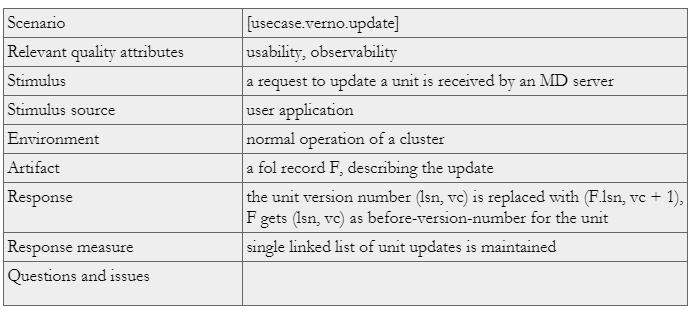 Scenario [usecase.verno.update]
Relevant quality attributes usability, observability
Stimulus a request to update a unit is received by an MD server
Stimulus source user application
Environment normal operation of a cluster
Artifact a fol record F, describing the update
Response the unit version number (lsn, vc) is replaced with (F.lsn, vc + 1),
F gets (lsn, vc) as before-version-number for the unit
Response measure single linked list of unit updates is maintained
Questions and issues